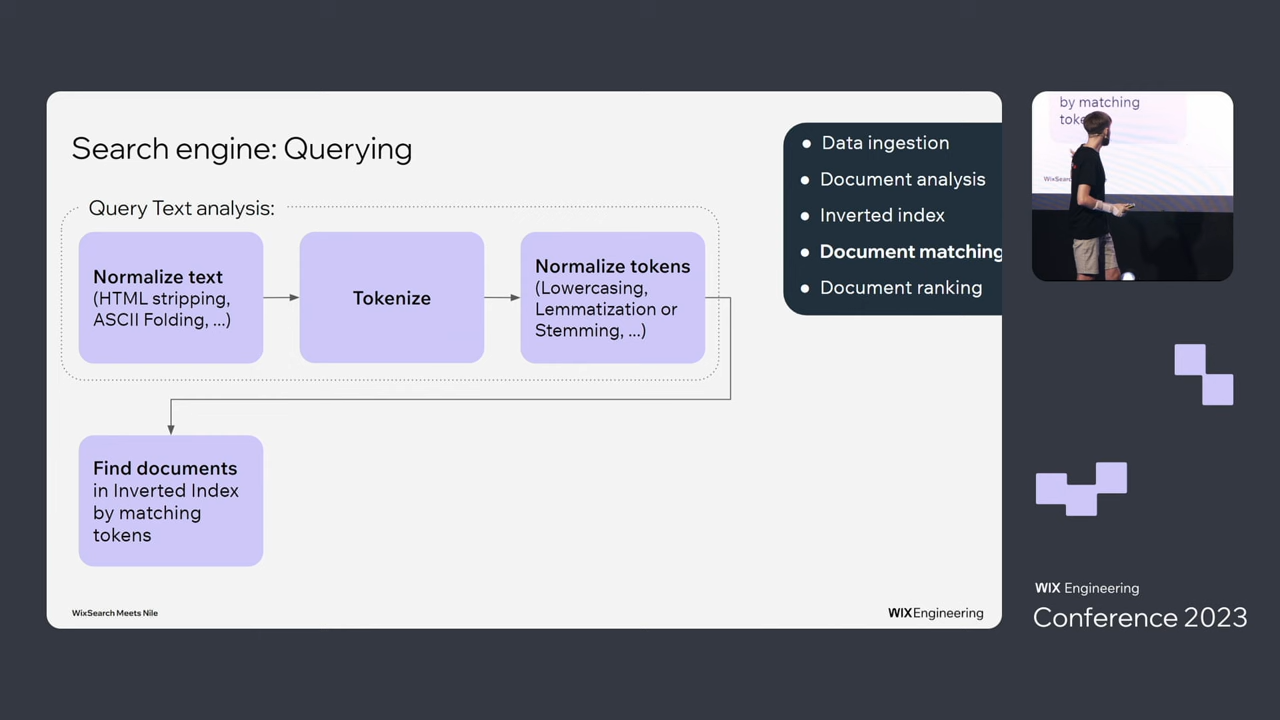 Search engine: Querying
Query Text analysis:
Normalize text
(HTML stripping,
ASCII Folding, ...)
Tokenize
Normalize tokens
(Lowercasing,
Lemmatization or
Stemming, ...)
Find documents
in Inverted Index
by matching
tokens
• Data ingestion
• Document analysis
• Inverted index
• Document matching
• Document ranking
WixSearch Meets Nile
WIX Engineering
by matching
WIX Engineering
Conference 2023